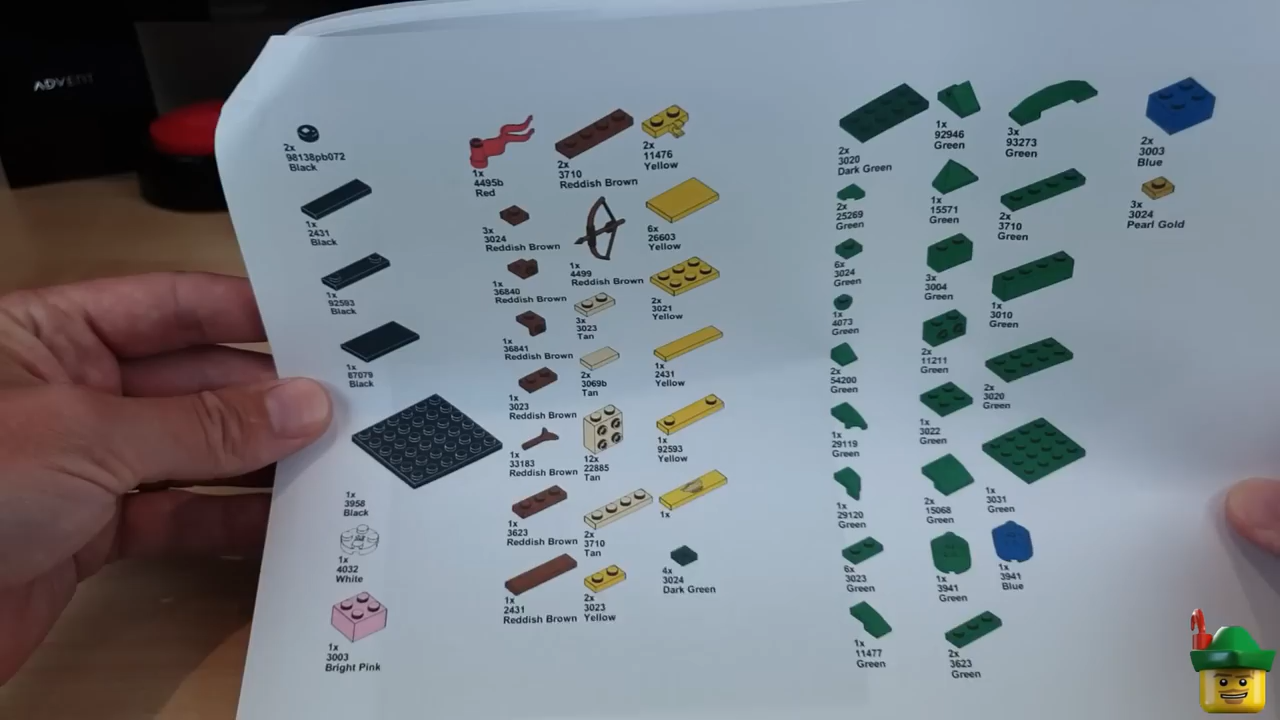 ADVENT
2x
98138pb072
Black
1x
2431
Black
1x
92593
Black
1x
87079
Black
1x
3958
Black
1x
4032
White
1x
3003
Bright Pink
1x
4495b
Red
3x
3024
Reddish Brown
1x
36840
Reddish Brown
1x
36841
Reddish Brown
1x
3023
Reddish Brown
1x
33183
Reddish Brown
1x
3623
Reddish Brown
1x
2431
Reddish Brown
2x
3710
Reddish Brown
1x
4499
Reddish Brown
3x
3023
Tan
2x
3069b
Tan
12x
22885
Tan
2x
3710
Tan
2x
3023
Yellow
2x
11476
Yellow
6x
26603
Yellow
2x
3021
Yellow
1x
2431
Yellow
1x
92593
Yellow
1x
4x
3024
Dark Green
2x
3020
Dark Green
2x
25269
Green
6x
3024
Green
1x
4073
Green
2x
54200
Green
1x
29119
Green
1x
29120
Green
6x
3023
Green
1x
11477
Green
1x
92946
Green
1x
15571
Green
3x
3004
Green
2x
11211
Green
1x
3022
Green
2x
15068
Green
1x
3941
Green
2x
3623
Green
3x
93273
Green
2x
3710
Green
1x
3010
Green
2x
3020
Green
1x
3031
Green
1x
3941
Blue
2x
3003
Blue
3x
3024
Pearl Gold